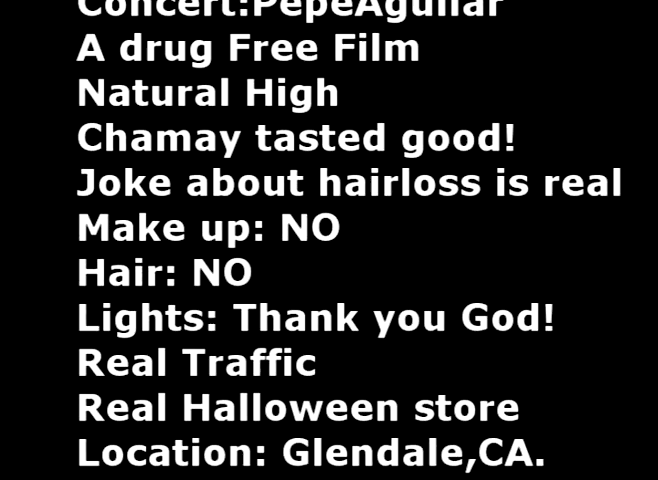 Concert:PepeAguilar
A drug Free Film
Natural High
Chamay tasted good!
Joke about hairloss is real
Make up: NO
Hair: NO
Lights: Thank you God!
Real Traffic
Real Halloween store
Location: Glendale,CA.